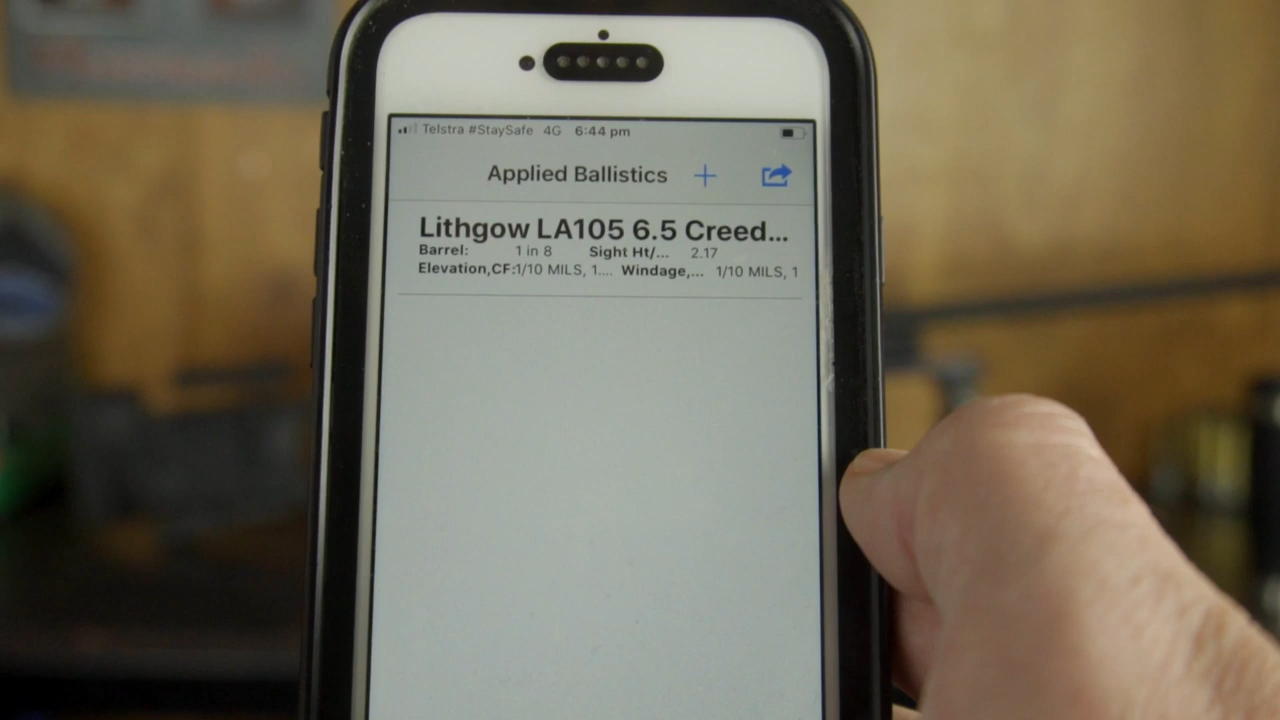 Telstra #StaySafe 4G 6:44 pm
Applied Ballistics
Lithgow LA105 6.5 Creed...
Barrel: 1 in 8 Sight Ht/... 2.17
Elevation,CF:1/10 MILS, 1.... Windage,... 1/10 MILS, 1